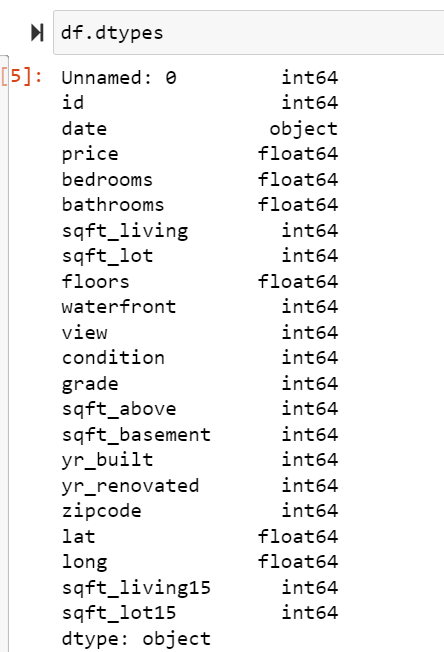 df.dtypes
[5]: Unnamed: 0 int64
id int64
date object
price float64
bedrooms float64
bathrooms float64
sqft_living int64
sqft_lot int64
floors float64
waterfront int64
view int64
condition int64
grade int64
sqft_above int64
sqft_basement int64
yr_built int64
yr_renovated int64
zipcode int64
lat float64
long float64
sqft_living15 int64
sqft_lot15 int64
dtype: object